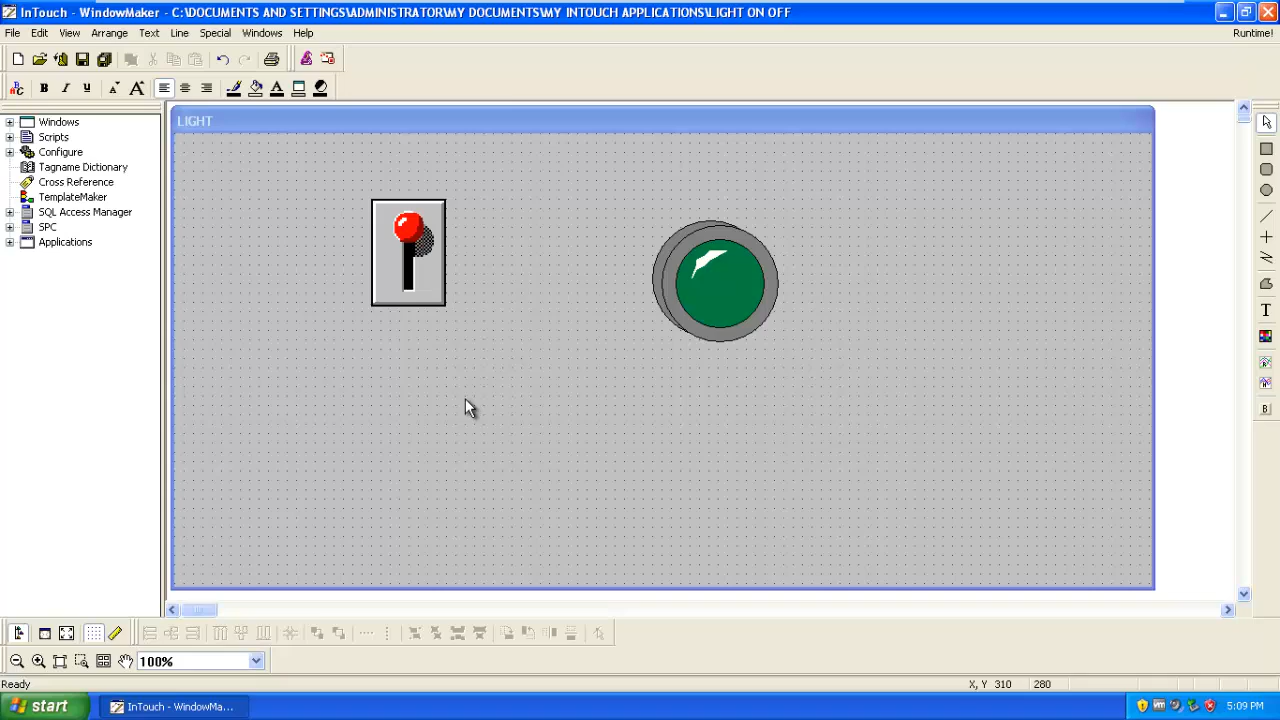 InTouch - WindowMaker - C:\DOCUMENTS AND SETTINGS\ADMINISTRATOR\MY DOCUMENTS\MY INTOUCH APPLICATIONS\LIGHT ON OFF
File Edit View Arrange Text Line Special Windows Help Runtime!
ABC B I U A A A
LIGHT
Windows
Scripts
Configure
Tagname Dictionary
Cross Reference
TemplateMaker
SQL Access Manager
SPC
Applications
T
B
100%
Ready X, Y 310 280
start InTouch - WindowMa... 5:09 PM